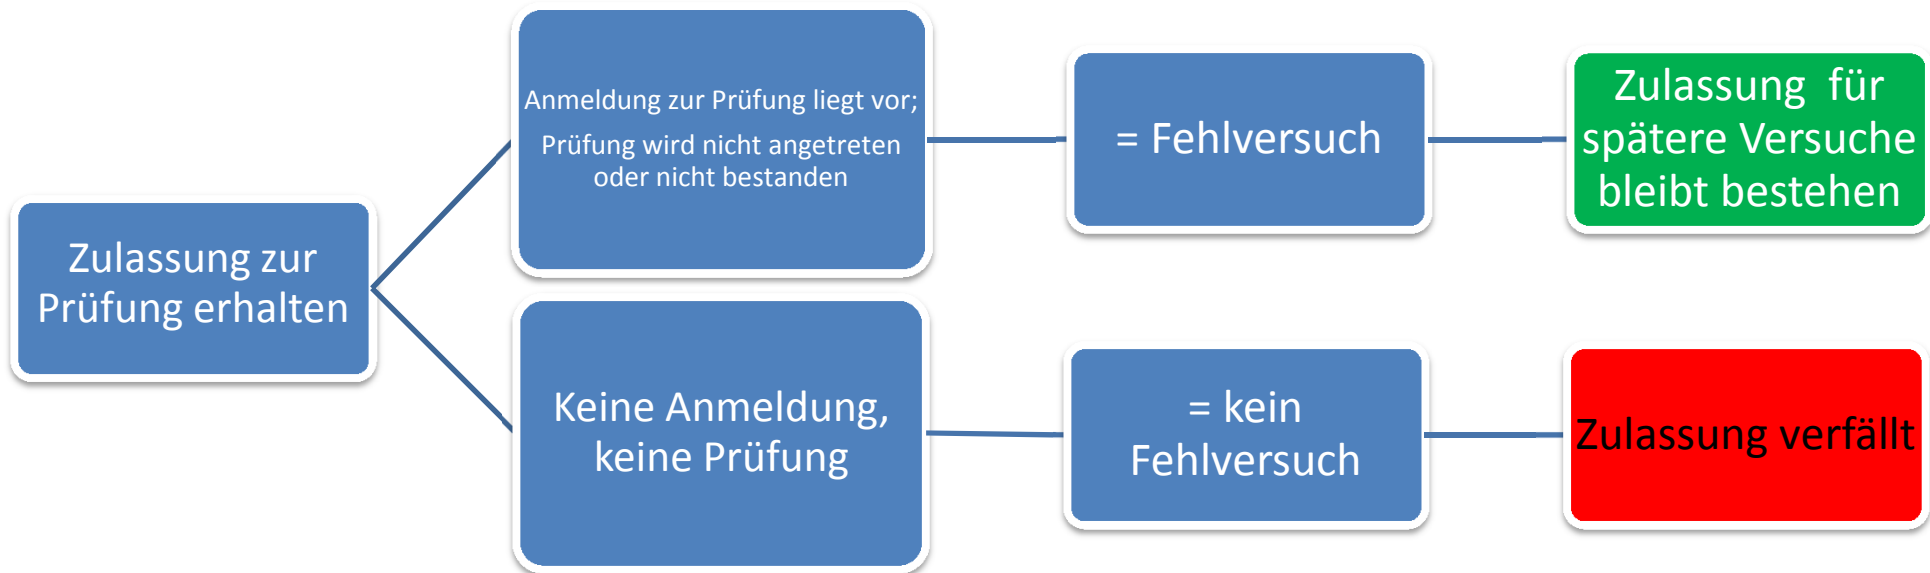 Zulassung zur
Prüfung erhalten
Anmeldung zur Prüfung liegt vor;
Prüfung wird nicht angetreten
oder nicht bestanden
= Fehlversuch
Zulassung für
spätere Versuche
bleibt bestehen
Keine Anmeldung,
keine Prüfung
= kein
Fehlversuch
Zulassung verfällt